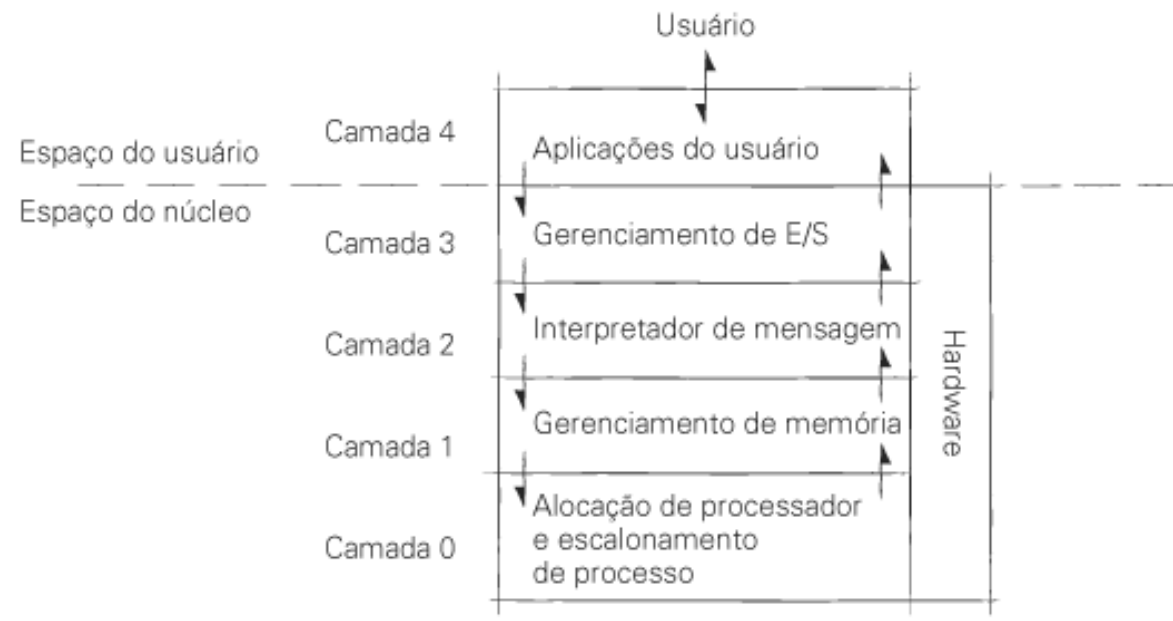 Usuário
Camada 4
Espaço do usuário
Aplicações do usuário
Espaço do núcleo
Camada 3
Gerenciamento de E/S
Camada 2
Interpretador de mensagem
Hardware
Camada 1
Gerenciamento de memória
Camada 0
Alocação de processador
e escalonamento
de processo